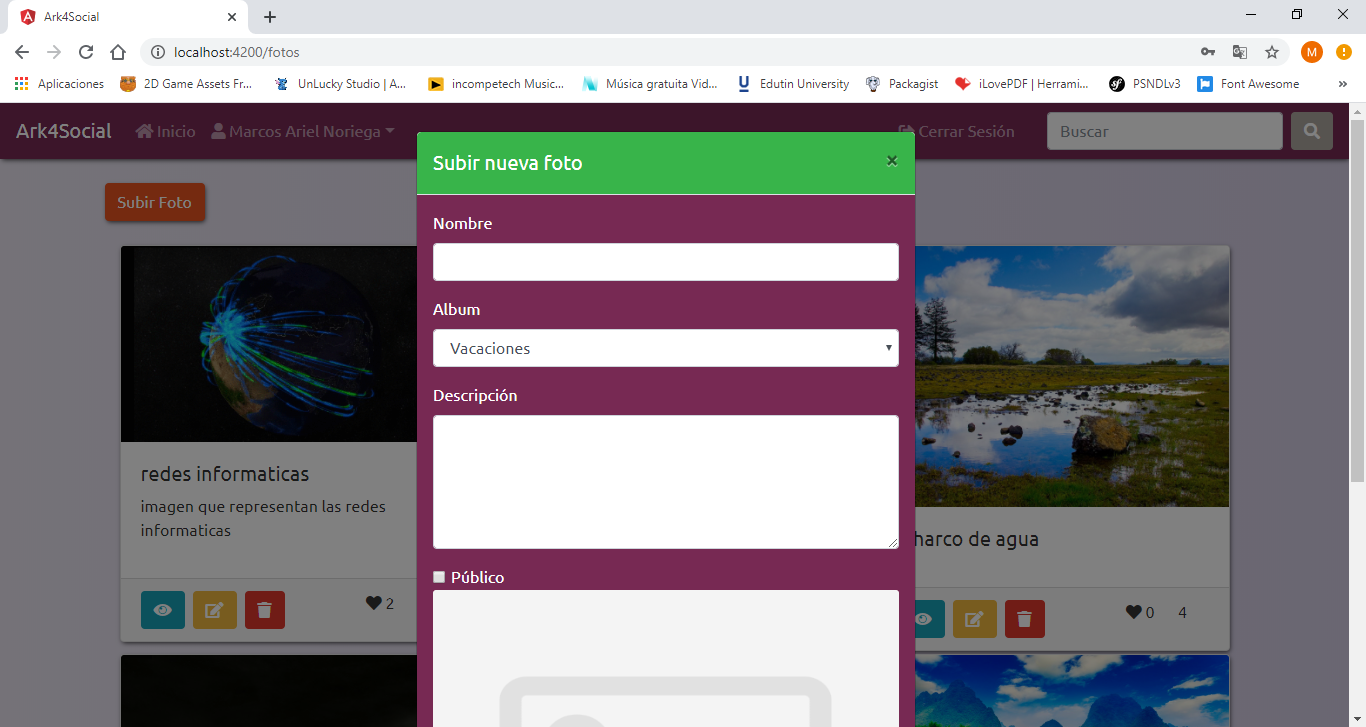 Ark4Social
localhost:4200/fotos
M
Aplicaciones
2D Game Assets Fr...
UnLucky Studio | A...
incompetech Music...
Música gratuita Vid...
Edutin University
Packagist
iLovePDF | Herrami...
PSNDLv3
Font Awesome
»
Ark4Social
Inicio
Marcos Ariel Noriega
Cerrar Sesión
Buscar
Subir Foto
Subir nueva foto
×
Nombre
Album
Vacaciones
Descripción
Público
redes informaticas
imagen que representan las redes
informaticas
2
harco de agua
0
4